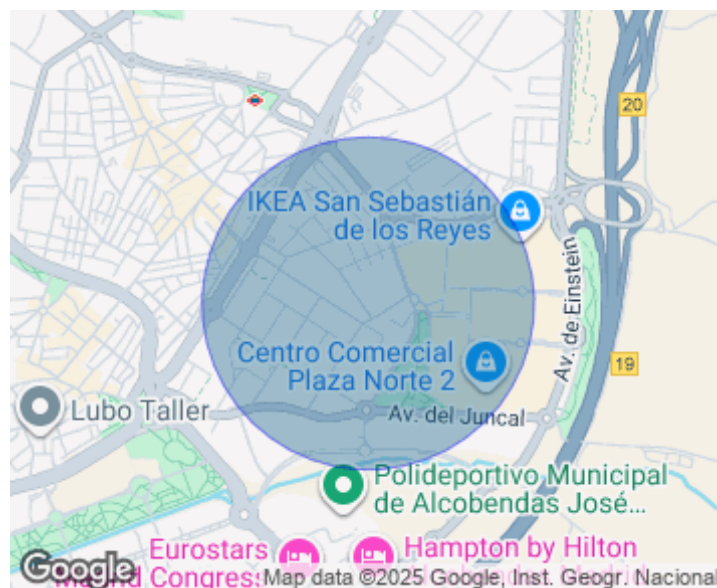 20
IKEA San Sebastián
de los Reyes
Av. de Einstein
Centro Comercial
Plaza Norte 2
19
Lubo Taller
Av. del Juncal
Polideportivo Municipal
de Alcobendas José...
Eurostars
Hampton by Hilton
Google
Madrid Congress
Map data ©2025 Google, Inst. Geogr. Nacional